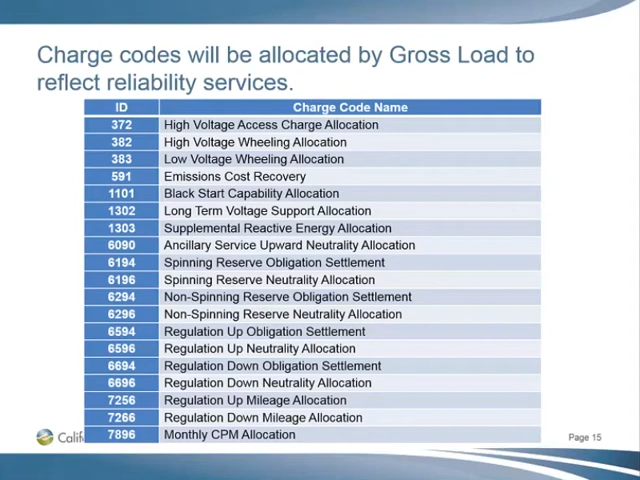 Charge codes will be allocated by Gross Load to
reflect reliability services.
ID Charge Code Name
372 High Voltage Access Charge Allocation
382 High Voltage Wheeling Allocation
383 Low Voltage Wheeling Allocation
591 Emissions Cost Recovery
1101 Black Start Capability Allocation
1302 Long Term Voltage Support Allocation
1303 Supplemental Reactive Energy Allocation
6090 Ancillary Service Upward Neutrality Allocation
6194 Spinning Reserve Obligation Settlement
6196 Spinning Reserve Neutrality Allocation
6294 Non-Spinning Reserve Obligation Settlement
6296 Non-Spinning Reserve Neutrality Allocation
6594 Regulation Up Obligation Settlement
6596 Regulation Up Neutrality Allocation
6694 Regulation Down Obligation Settlement
6696 Regulation Down Neutrality Allocation
7256 Regulation Up Mileage Allocation
7266 Regulation Down Mileage Allocation
7896 Monthly CPM Allocation
Page 15